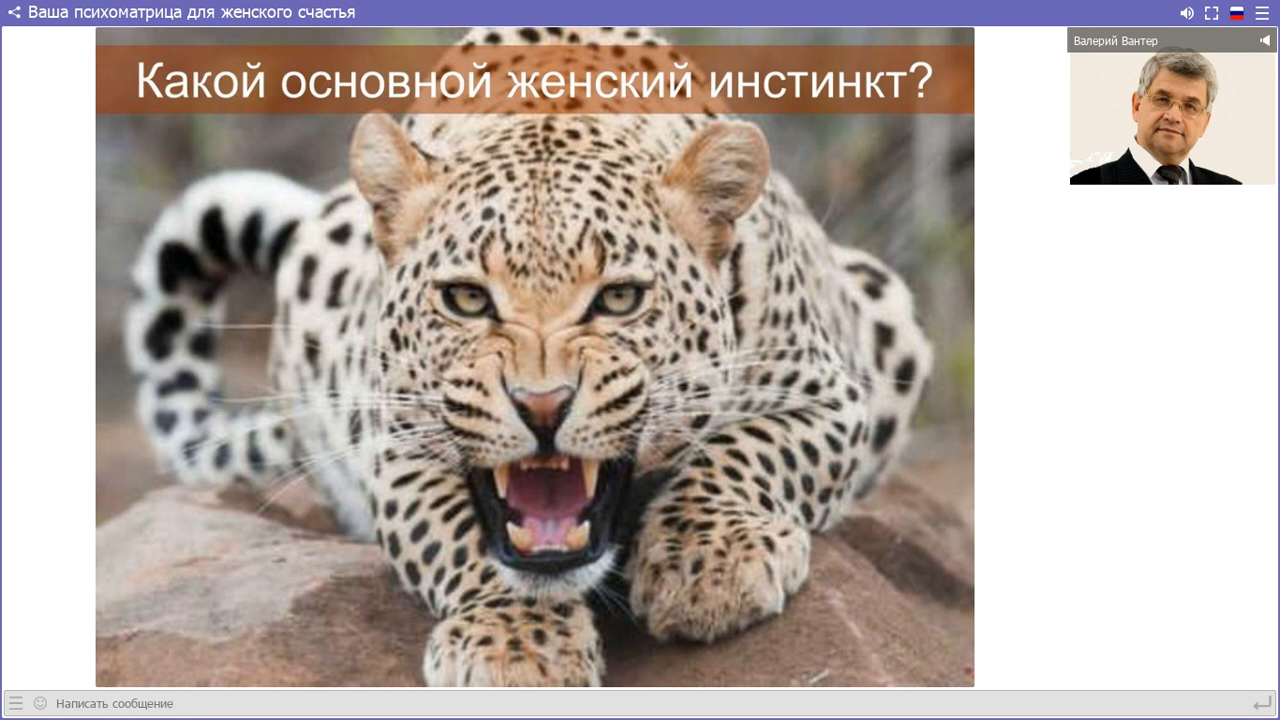 Ваша психоматрица для женского счастья
Валерий Вантер
Какой основной женский инстинкт?
Написать сообщение